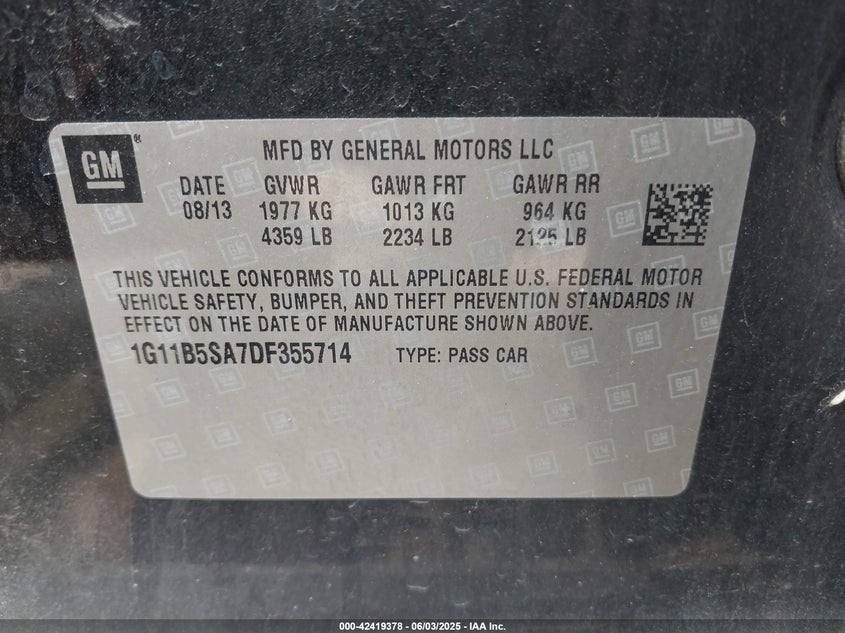 GM
MFD BY GENERAL MOTORS LLC
DATE GVWR GAWR FRT GAWR RR
08/13 1977 KG 1013 KG 964 KG
4359 LB 2234 LB 2125 LB
THIS VEHICLE CONFORMS TO ALL APPLICABLE U.S. FEDERAL MOTOR
VEHICLE SAFETY, BUMPER, AND THEFT PREVENTION STANDARDS IN
EFFECT ON THE DATE OF MANUFACTURE SHOWN ABOVE.
1G11B5SA7DF355714 TYPE: PASS CAR
000-42419378 - 06/03/2025 - IAA Inc.